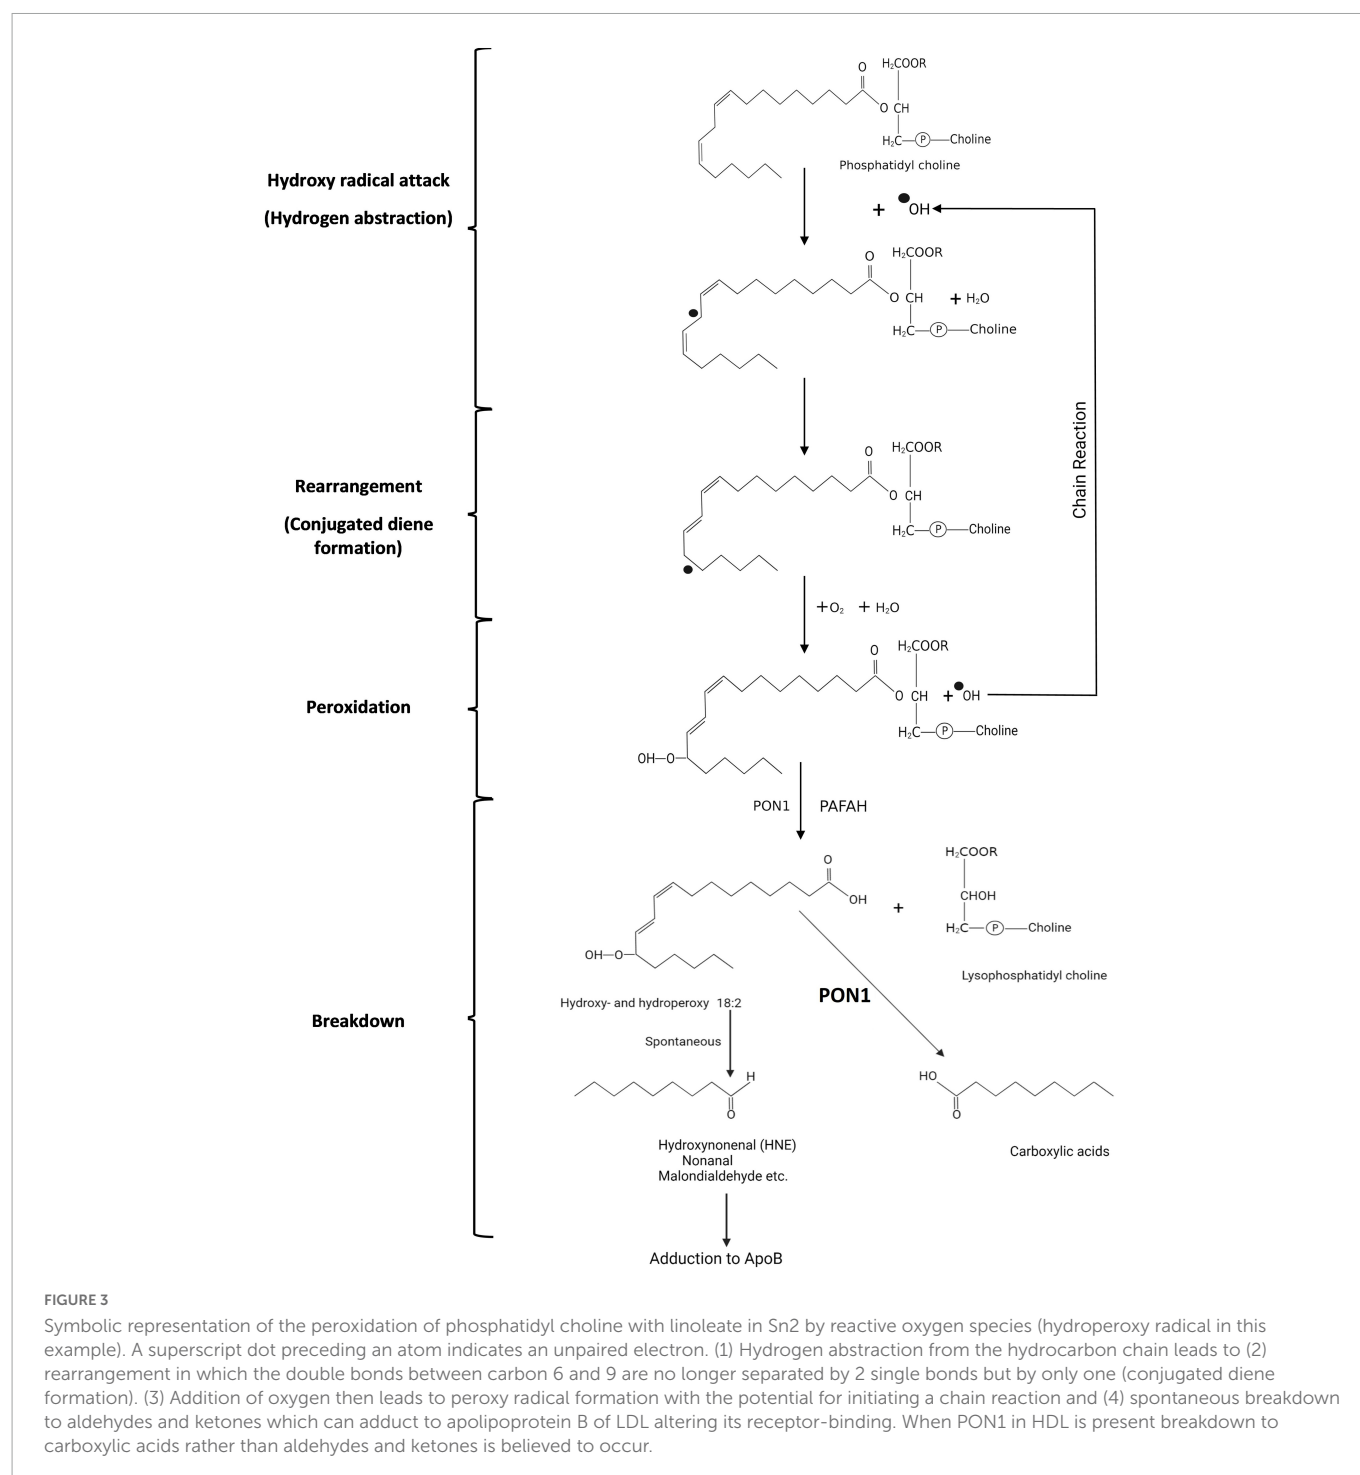 O
H₂COOR
O CH
H₂C—P—Choline
Phosphatidyl choline
Hydroxy radical attack
(Hydrogen abstraction)
+ OH
O
H₂COOR
O CH + H₂O
H₂C—P—Choline
Chain Reaction
Rearrangement
(Conjugated diene
formation)
O
H₂COOR
O CH
H₂C—P—Choline
+O₂ + H₂O
Peroxidation
O
H₂COOR
O CH + OH
H₂C—P—Choline
OH—O
PON1 PAFAH
Breakdown
O
OH
+
H₂COOR
CHOH
H₂C—P—Choline
OH—O
Lysophosphatidyl choline
Hydroxy- and hydroperoxy 18:2
PON1
Spontaneous
H
O
HO
O
Hydroxynonenal (HNE)
Nonanal
Malondialdehyde etc.
Carboxylic acids
Adduction to ApoB
FIGURE 3
Symbolic representation of the peroxidation of phosphatidyl choline with linoleate in Sn2 by reactive oxygen species (hydroperoxy radical in this
example). A superscript dot preceding an atom indicates an unpaired electron. (1) Hydrogen abstraction from the hydrocarbon chain leads to (2)
rearrangement in which the double bonds between carbon 6 and 9 are no longer separated by 2 single bonds but by only one (conjugated diene
formation). (3) Addition of oxygen then leads to peroxy radical formation with the potential for initiating a chain reaction and (4) spontaneous breakdown
to aldehydes and ketones which can adduct to apolipoprotein B of LDL altering its receptor-binding. When PON1 in HDL is present breakdown to
carboxylic acids rather than aldehydes and ketones is believed to occur.